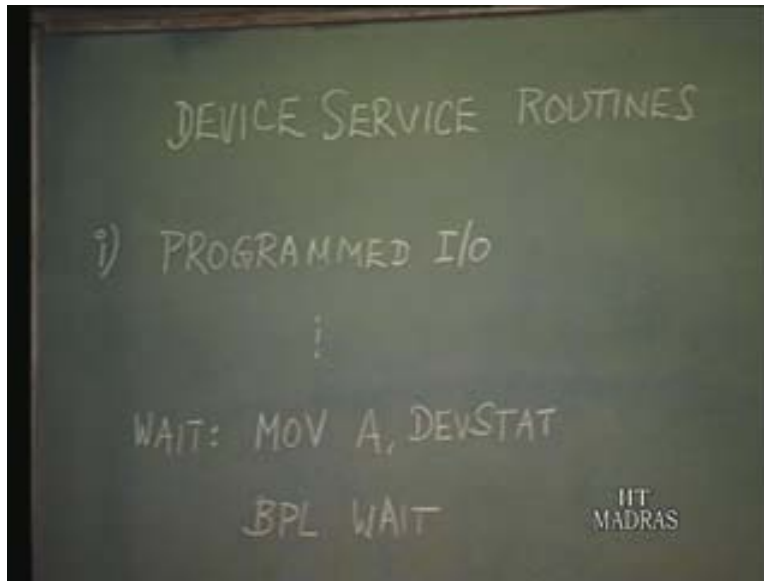 DEVICE SERVICE ROUTINES
i) PROGRAMMED I/O
⋮
WAIT: MOV A, DEVSTAT
BPL WAIT
IIT
MADRAS